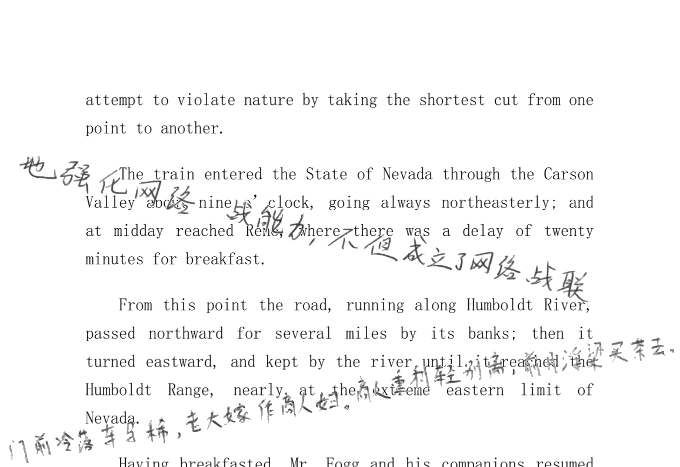 attempt to violate nature by taking the shortest cut from one
point to another.
The train entered the State of Nevada through the Carson
Valley about nine o'clock, going always northeasterly; and
at midday reached Reno, where there was a delay of twenty
minutes for breakfast.
From this point the road, running along Humboldt River,
passed northward for several miles by its banks; then it
turned eastward, and kept by the river until it reached the
Humboldt Range, nearly at the extreme eastern limit of
Nevada.
Having breakfasted, Mr. Fogg and his companions resumed
地强化网络战能力，不但成立了网络战联
门前冷落车马稀，老大嫁作商人妇。商人重利轻别离，前月浮梁买茶去。